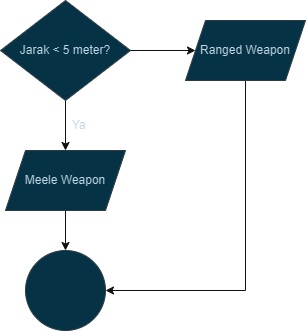 Jarak < 5 meter?
Ranged Weapon
Ya
Meele Weapon